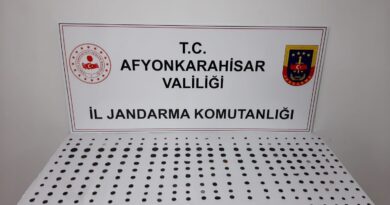 T.C.
AFYONKARAHİSAR
VALİLİĞİ
İL JANDARMA KOMUTANLIĞI